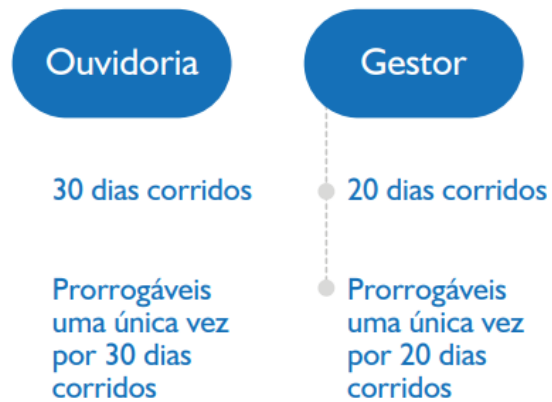 Ouvidoria
30 dias corridos
Prorrogáveis
uma única vez
por 30 dias
corridos
Gestor
20 dias corridos
Prorrogáveis
uma única vez
por 20 dias
corridos